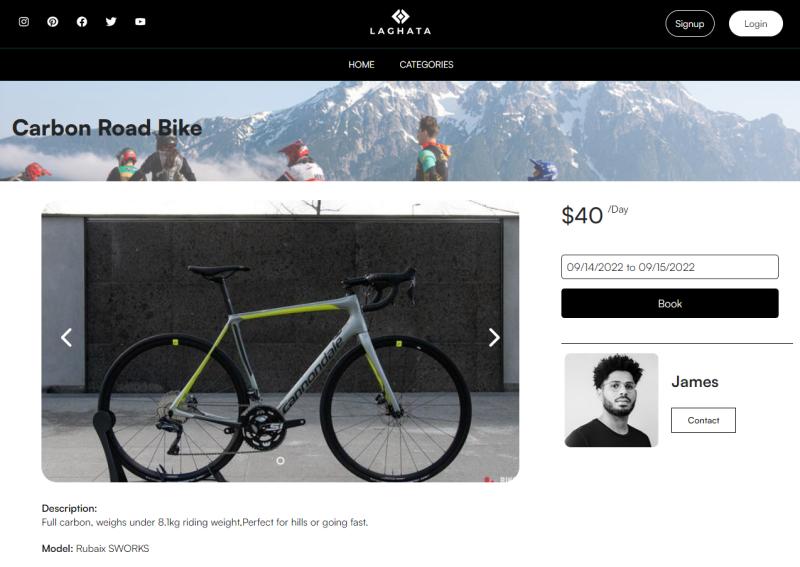 LAGHATA
Signup
Login
HOME
CATEGORIES
Carbon Road Bike
$40 /Day
09/14/2022 to 09/15/2022
Book
cannondale
James
Contact
Description:
Full carbon, weighs under 8.1kg riding weight,Perfect for hills or going fast.
Model: Rubaix SWORKS